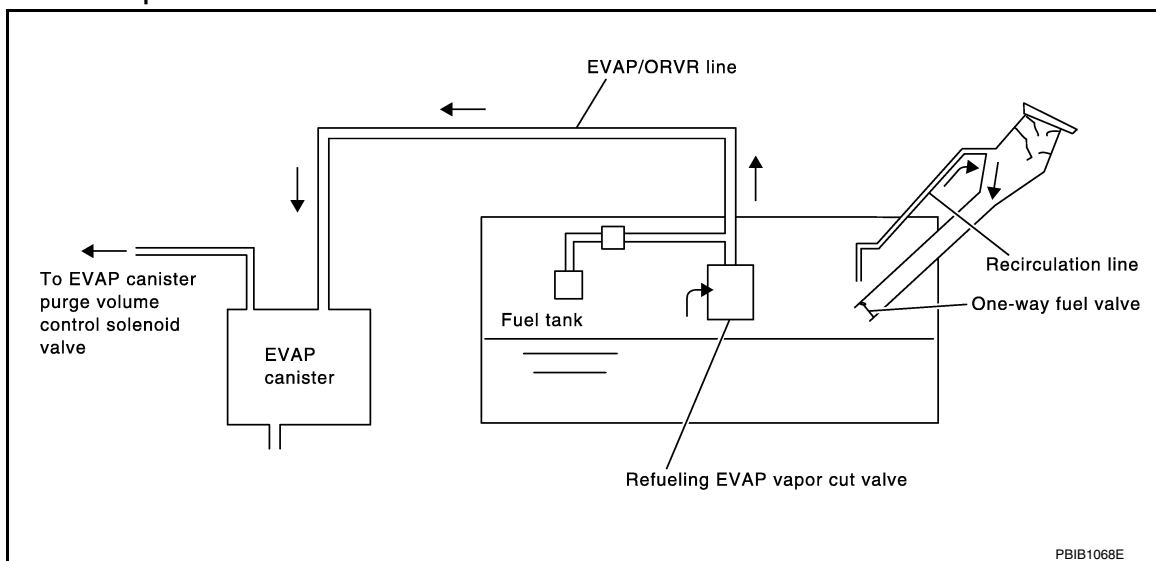 EVAP/ORVR line
Recirculation line
To EVAP canister
purge volume
control solenoid
valve
One-way fuel valve
Fuel tank
EVAP
canister
Refueling EVAP vapor cut valve
PBIB1068E